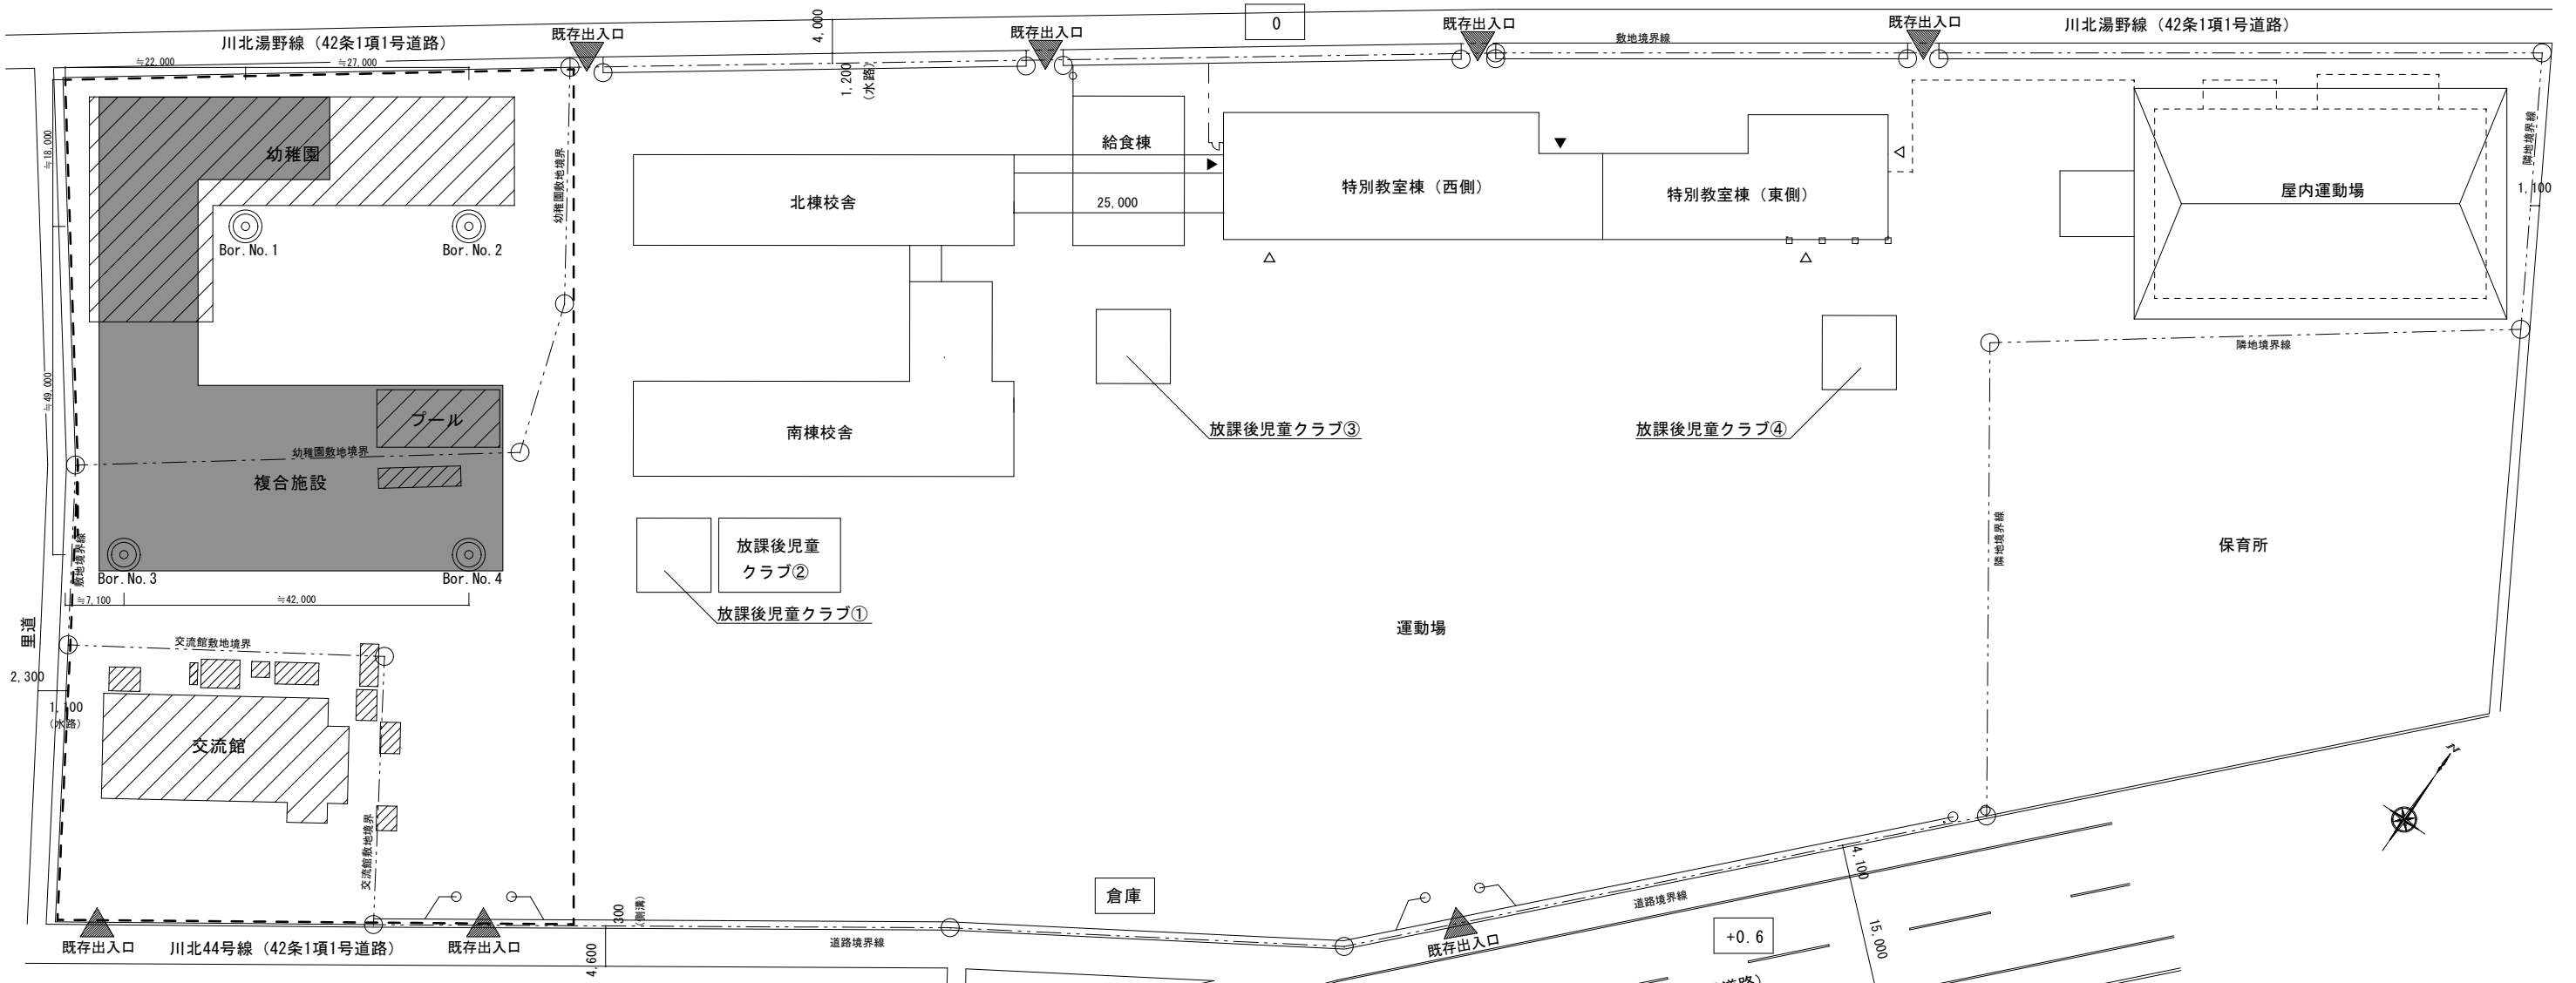 0
川北湯野線（42条1項1号道路）
≒22,000
≒27,000
既存出入口
4,000
1,200
（水路）
既存出入口
既存出入口
敷地境界線
既存出入口
川北湯野線（42条1項1号道路）
≒18,000
≒49,000
幼稚園
幼稚園敷地境界
Bor.No.1
Bor.No.2
北棟校舎
給食棟
25,000
特別教室棟（西側）
特別教室棟（東側）
屋内運動場
隣地境界線
1,100
隣地境界線
プール
幼稚園敷地境界
複合施設
南棟校舎
放課後児童クラブ③
放課後児童クラブ④
敷地境界線
Bor.No.3
Bor.No.4
≒7,100
≒42,000
放課後児童
クラブ②
放課後児童クラブ①
隣地境界線
保育所
運動場
里道
2,300
1,100
（水路）
交流館敷地境界
交流館
交流館敷地境界
N
倉庫
300
（側溝）
4,600
既存出入口
川北44号線（42条1項1号道路）
既存出入口
道路境界線
既存出入口
道路境界線
4,100
15,000
+0.6
道路）